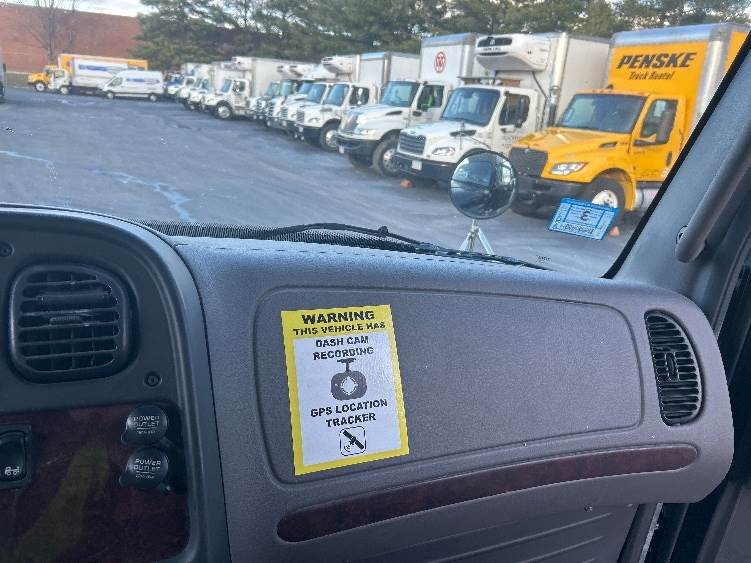 PENSKE
Truck Rental
WARNING
THIS VEHICLE HAS
DASH CAM
RECORDING
GPS LOCATION
TRACKER
POWER
OUTLET
POWER
OUTLET